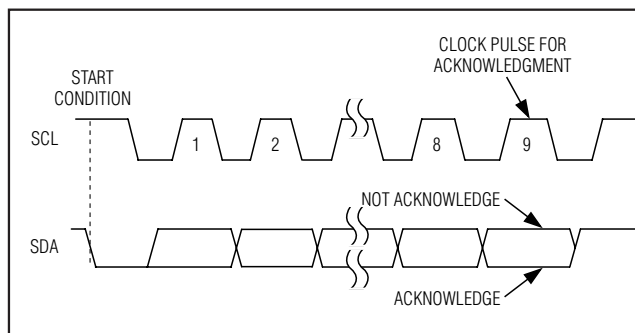 CLOCK PULSE FOR
ACKNOWLEDGMENT
START
CONDITION
SCL
1
2
8
9
NOT ACKNOWLEDGE
SDA
ACKNOWLEDGE